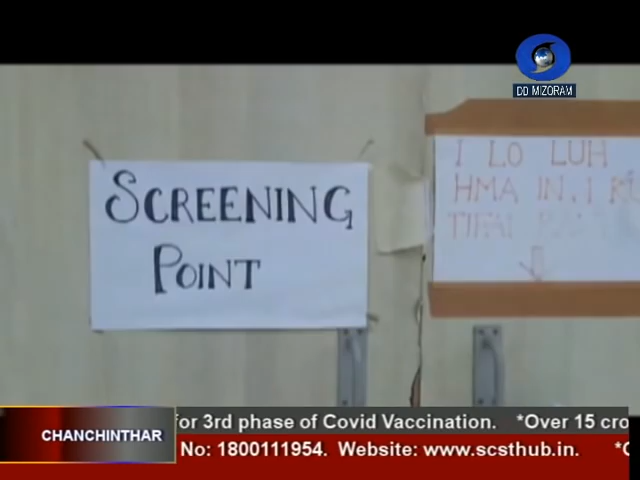 DD MIZORAM
SCREENING
POINT
I LO LUH
HMA IN, I
TIFAI
CHANCHINTHAR
for 3rd phase of Covid Vaccination. *Over 15 cro
No: 1800111954. Website: www.scsthub.in.